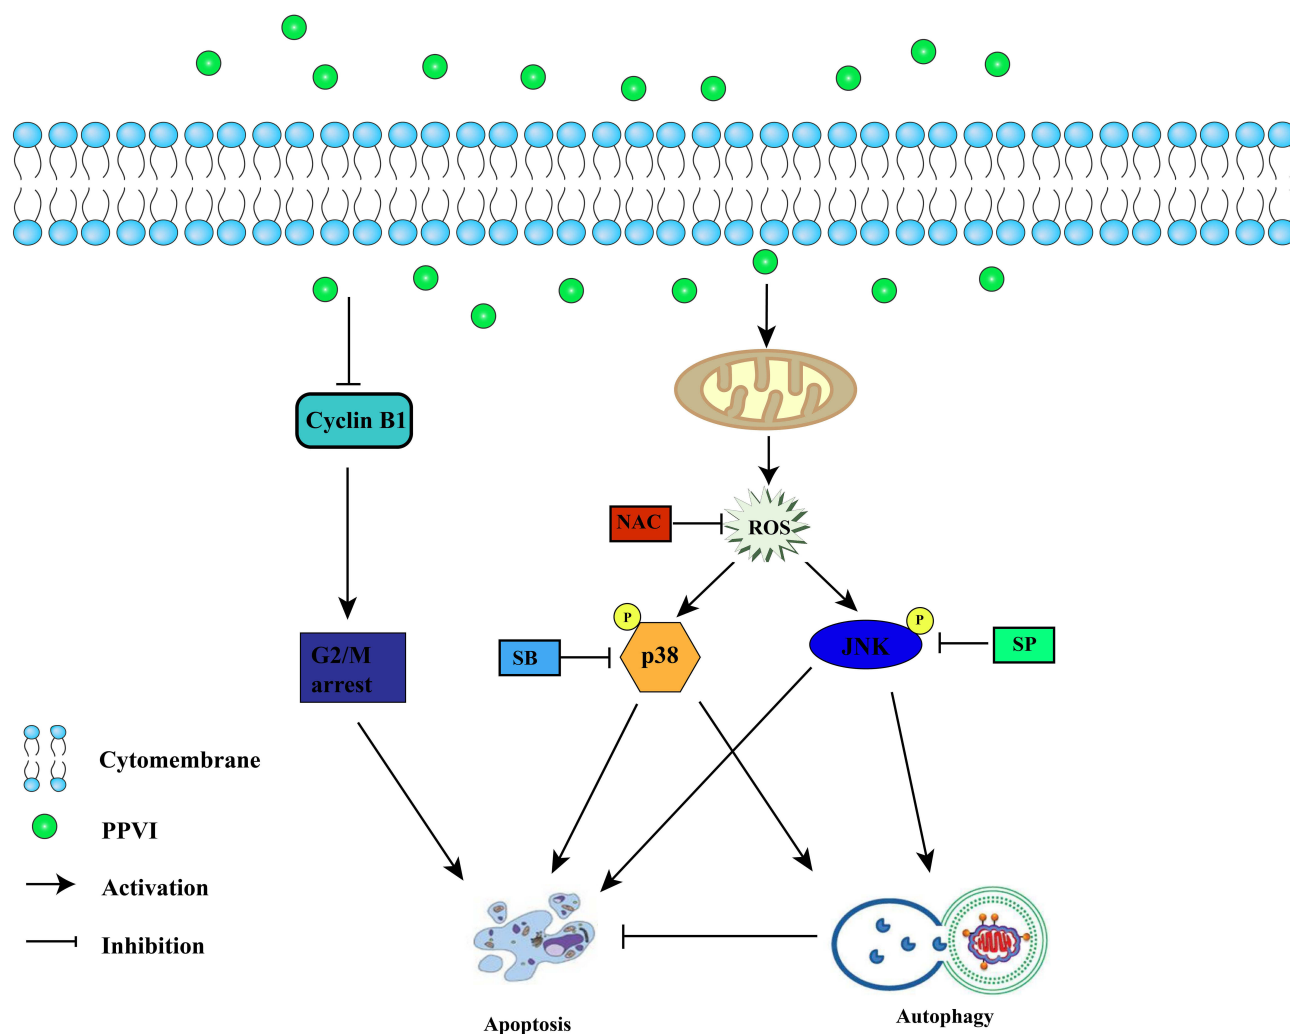 Cyclin B1
NAC
ROS
P
P
SB
p38
JNK
SP
G2/M
arrest
Cytomembrane
PPVI
Activation
Inhibition
Apoptosis
Autophagy